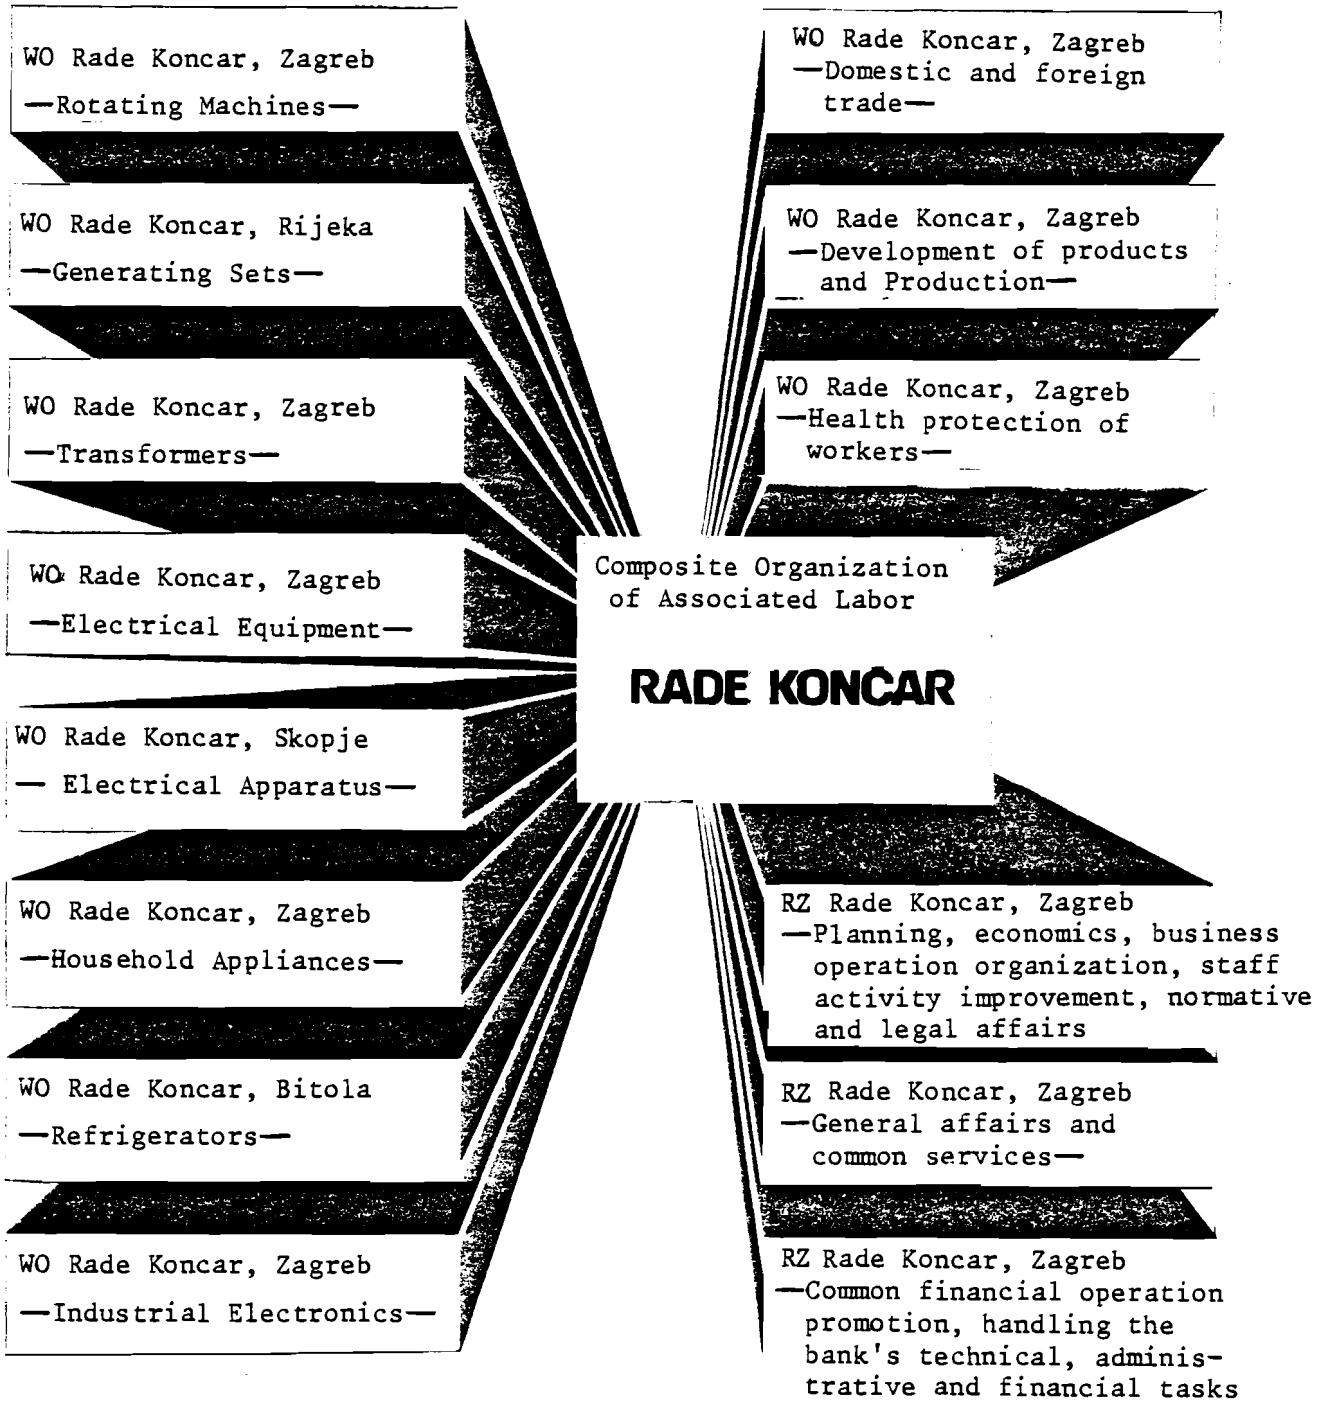 WO Rade Koncar, Zagreb
—Rotating Machines—
WO Rade Koncar, Rijeka
—Generating Sets—
WO Rade Koncar, Zagreb
—Transformers—
WO Rade Koncar, Zagreb
—Electrical Equipment—
WO Rade Koncar, Skopje
— Electrical Apparatus—
WO Rade Koncar, Zagreb
—Household Appliances—
WO Rade Koncar, Bitola
—Refrigerators—
WO Rade Koncar, Zagreb
—Industrial Electronics—
Composite Organization
of Associated Labor
RADE KONČAR
WO Rade Koncar, Zagreb
—Domestic and foreign
trade—
WO Rade Koncar, Zagreb
—Development of products
and Production—
WO Rade Koncar, Zagreb
—Health protection of
workers—
RZ Rade Koncar, Zagreb
—Planning, economics, business
operation organization, staff
activity improvement, normative
and legal affairs
RZ Rade Koncar, Zagreb
—General affairs and
common services—
RZ Rade Koncar, Zagreb
—Common financial operation
promotion, handling the
bank's technical, adminis-
trative and financial tasks